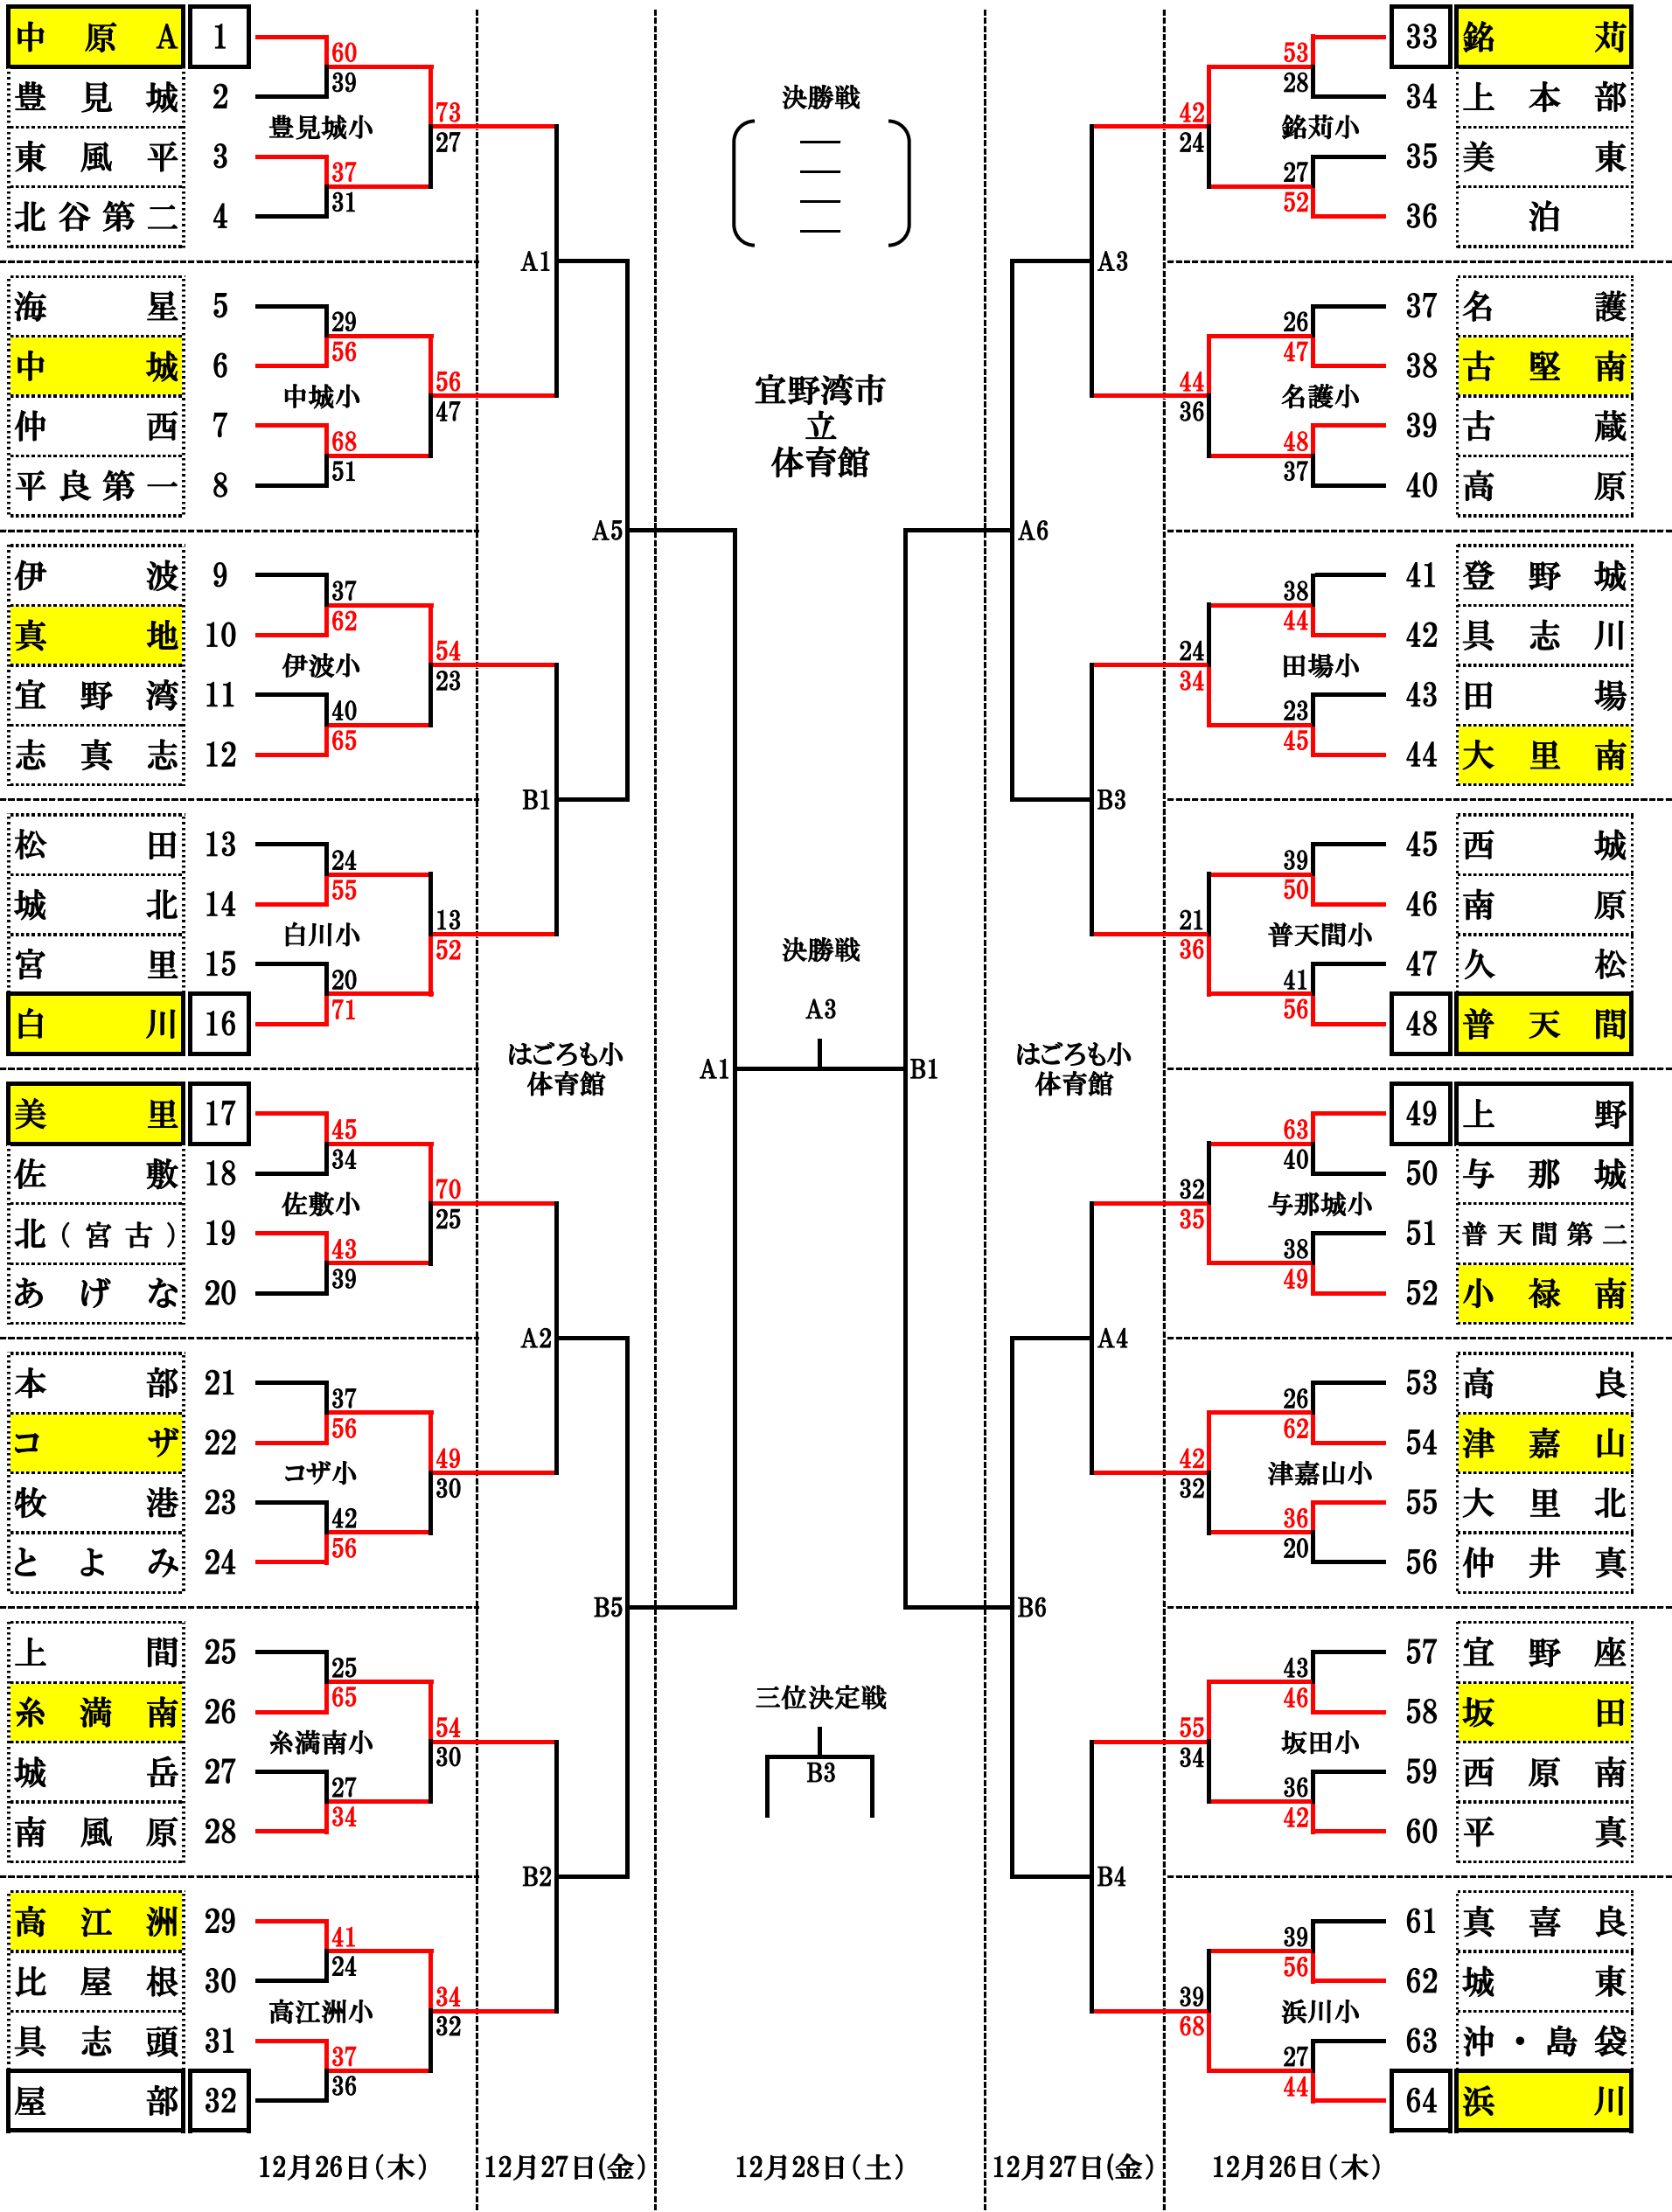 中原A 1
60
39
豊見城 2
豊見城小
73
27
東風平 3
37
31
北谷第二 4
A1
海星 5
29
56
中城 6
中城小
56
47
仲西 7
68
51
平良第一 8
A5
伊波 9
37
62
真地 10
伊波小
54
23
宜野湾 11
40
65
志真志 12
B1
松田 13
24
55
城北 14
白川小
13
52
宮里 15
20
71
白川 16
はごろも小
体育館
A1
美里 17
45
34
佐敷 18
佐敷小
70
25
北(宮古) 19
43
39
あげな 20
A2
本部 21
37
56
コザ 22
コザ小
49
30
牧港 23
42
56
とよみ 24
B5
上間 25
25
65
糸満南 26
糸満南小
54
30
城岳 27
27
34
南風原 28
B2
高江洲 29
41
24
比屋根 30
高江洲小
34
32
具志頭 31
37
36
屋部 32
決勝戦
宜野湾市
立
体育館
決勝戦
A3
三位決定戦
B3
33 銘苅
53
28
34 上本部
銘苅小
42
24
35 美東
27
52
36 泊
A3
37 名護
26
47
38 古堅南
名護小
44
36
39 古蔵
48
37
40 高原
A6
41 登野城
38
44
42 具志川
田場小
24
34
43 田場
23
45
44 大里南
B3
45 西城
39
50
46 南原
普天間小
21
36
47 久松
41
56
48 普天間
はごろも小
体育館
B1
49 上野
63
40
50 与那城
与那城小
32
35
51 普天間第二
38
49
52 小禄南
A4
53 高良
26
62
54 津嘉山
津嘉山小
42
32
55 大里北
36
20
56 仲井真
B6
57 宜野座
43
46
58 坂田
坂田小
55
34
59 西原南
36
42
60 平真
B4
61 真喜良
39
56
62 城東
浜川小
39
68
63 沖・島袋
27
44
64 浜川
12月26日(木) 12月27日(金) 12月28日(土) 12月27日(金) 12月26日(木)